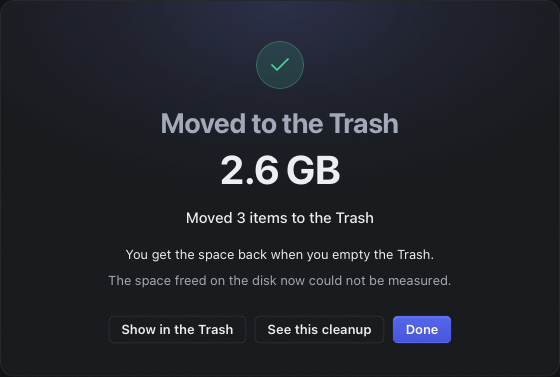 Moved to the Trash
2.6 GB
Moved 3 items to the Trash
You get the space back when you empty the Trash.
The space freed on the disk now could not be measured.
Show in the Trash
See this cleanup
Done